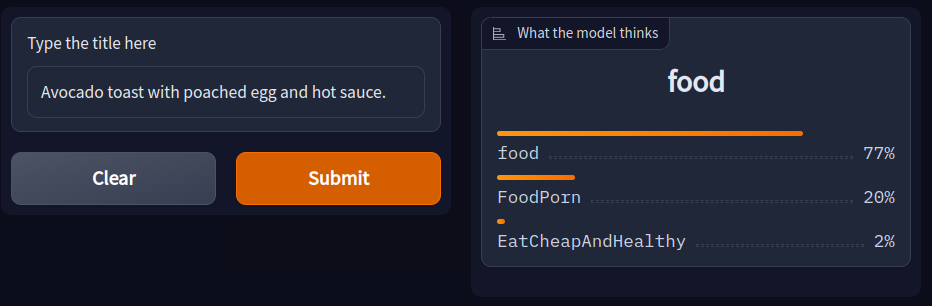 Type the title here
Avocado toast with poached egg and hot sauce.
Clear
Submit
What the model thinks
food
food 77%
FoodPorn 20%
EatCheapAndHealthy 2%